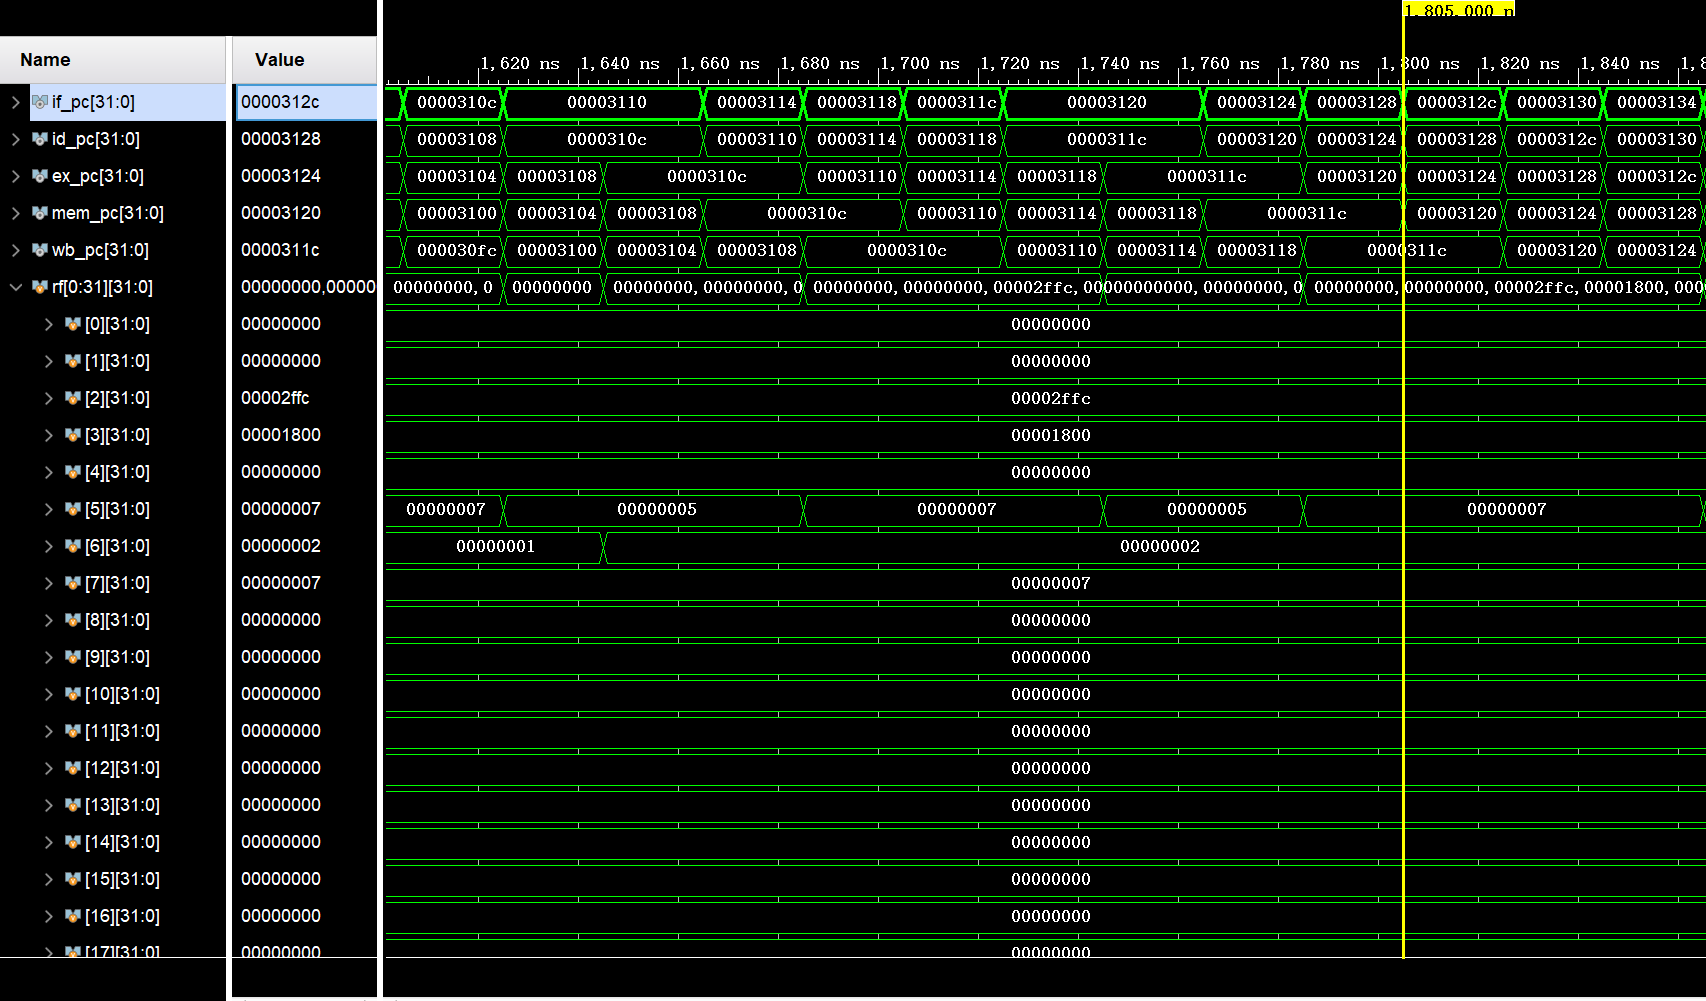 1,805.000 n
Name Value
1,620 ns 1,640 ns 1,660 ns 1,680 ns 1,700 ns 1,720 ns 1,740 ns 1,760 ns 1,780 ns 1,800 ns 1,820 ns 1,840 ns 1,8
if_pc[31:0] 0000312c 0000310c 00003110 00003114 00003118 0000311c 00003120 00003124 00003128 0000312c 00003130 00003134
id_pc[31:0] 00003128 00003108 0000310c 00003110 00003114 00003118 0000311c 00003120 00003124 00003128 0000312c 00003130
ex_pc[31:0] 00003124 00003104 00003108 0000310c 00003110 00003114 00003118 0000311c 00003120 00003124 00003128 0000312c
mem_pc[31:0] 00003120 00003100 00003104 00003108 0000310c 00003110 00003114 00003118 0000311c 00003120 00003124 00003128
wb_pc[31:0] 0000311c 000030fc 00003100 00003104 00003108 0000310c 00003110 00003114 00003118 0000311c 00003120 00003124
rf[0:31][31:0] 00000000,00000 00000000,0 00000000 00000000,00000000,0 00000000,00000000,00002ffc,00 00000000,00000000,0 00000000,00000000,00002ffc,00001800,000
[0][31:0] 00000000 00000000
[1][31:0] 00000000 00000000
[2][31:0] 00002ffc 00002ffc
[3][31:0] 00001800 00001800
[4][31:0] 00000000 00000000
[5][31:0] 00000007 00000007 00000005 00000007 00000005 00000007
[6][31:0] 00000002 00000001 00000002
[7][31:0] 00000007 00000007
[8][31:0] 00000000 00000000
[9][31:0] 00000000 00000000
[10][31:0] 00000000 00000000
[11][31:0] 00000000 00000000
[12][31:0] 00000000 00000000
[13][31:0] 00000000 00000000
[14][31:0] 00000000 00000000
[15][31:0] 00000000 00000000
[16][31:0] 00000000 00000000
[17][31:0] 00000000 00000000